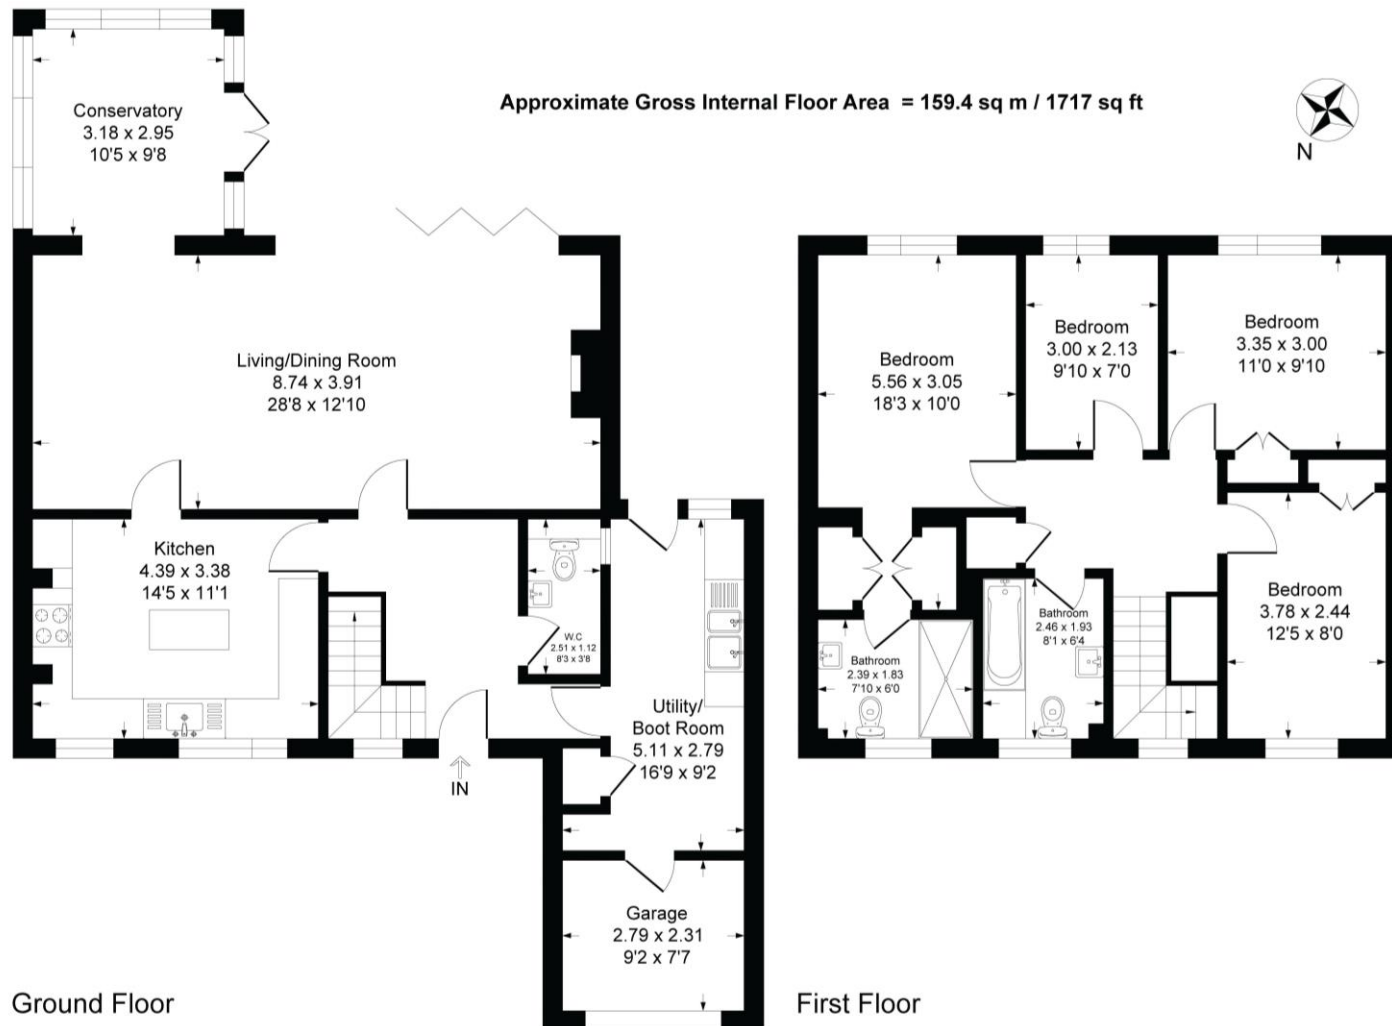 Approximate Gross Internal Floor Area = 159.4 sq m / 1717 sq ft
N
Conservatory
3.18 x 2.95
10'5 x 9'8
Living/Dining Room
8.74 x 3.91
28'8 x 12'10
Kitchen
4.39 x 3.38
14'5 x 11'1
W.C
2.51 x 1.12
8'3 x 3'8
Utility/
Boot Room
5.11 x 2.79
16'9 x 9'2
IN
Garage
2.79 x 2.31
9'2 x 7'7
Ground Floor
Bedroom
5.56 x 3.05
18'3 x 10'0
Bedroom
3.00 x 2.13
9'10 x 7'0
Bedroom
3.35 x 3.00
11'0 x 9'10
Bedroom
3.78 x 2.44
12'5 x 8'0
Bathroom
2.46 x 1.93
8'1 x 6'4
Bathroom
2.39 x 1.83
7'10 x 6'0
First Floor